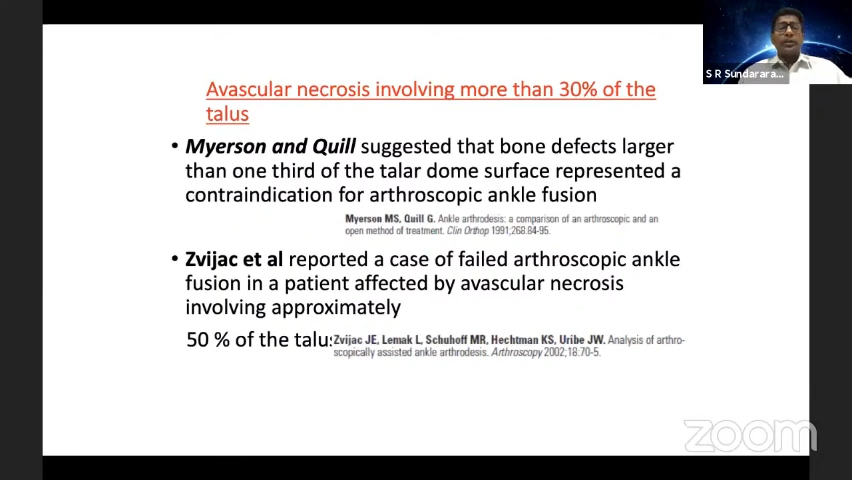 S R Sundarara...
Avascular necrosis involving more than 30% of the
talus
• Myerson and Quill suggested that bone defects larger
than one third of the talar dome surface represented a
contraindication for arthroscopic ankle fusion
Myerson MS, Quill G. Ankle arthrodesis: a comparison of an arthroscopic and an
open method of treatment. Clin Orthop 1991;268:84-95.
• Zvijac et al reported a case of failed arthroscopic ankle
fusion in a patient affected by avascular necrosis
involving approximately
50 % of the talus
Zvijac JE, Lemak L, Schuhoff MR, Hechtman KS, Uribe JW. Analysis of arthro-
scopically assisted ankle arthrodesis. Arthroscopy 2002;18:70-5.
zoom